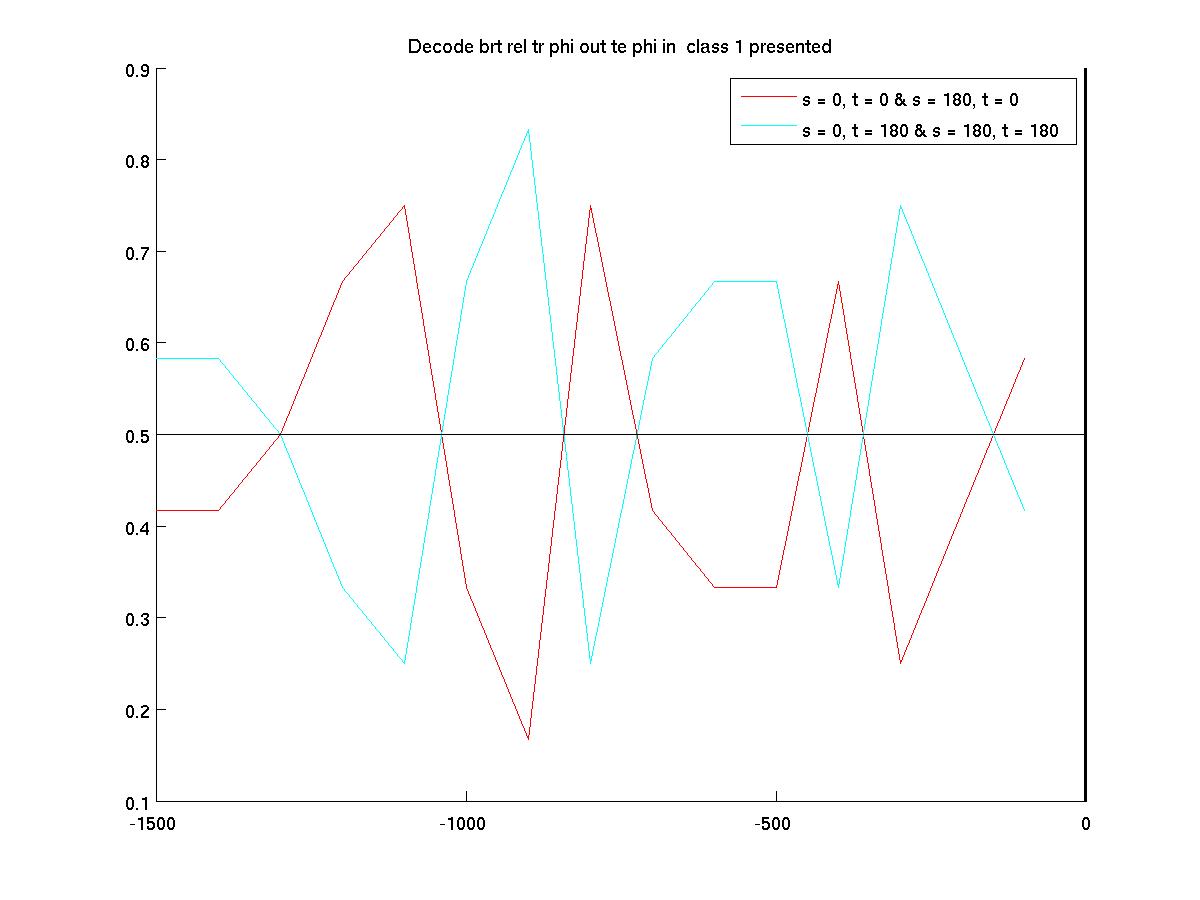 Decode brt rel tr phi out te phi in  class 1 presented
s = 0, t = 0 & s = 180, t = 0
s = 0, t = 180 & s = 180, t = 180
0.9
0.8
0.7
0.6
0.5
0.4
0.3
0.2
0.1
-1500 -1000 -500 0